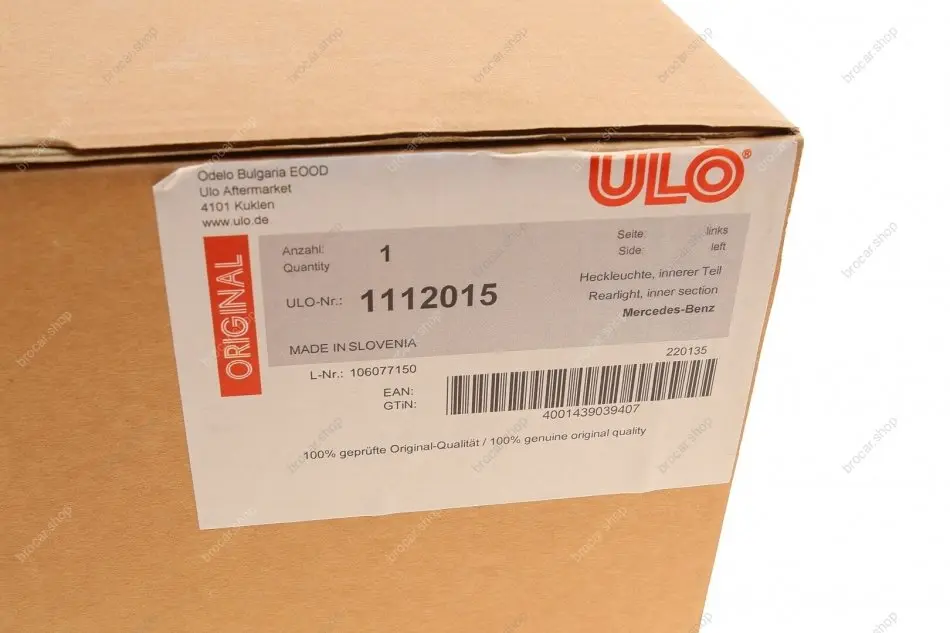 Odelo Bulgaria EOOD
Ulo Aftermarket
4101 Kuklen
www.ulo.de
ULO®
ORIGINAL
Anzahl: 1
Quantity
Seite: links
Side: left
ULO-Nr.: 1112015
Heckleuchte, innerer Teil
Rearlight, inner section
Mercedes-Benz
MADE IN SLOVENIA
L-Nr.: 106077150
220135
EAN:
GTiN:
4001439039407
100% geprüfte Original-Qualität / 100% genuine original quality
brocar.shop